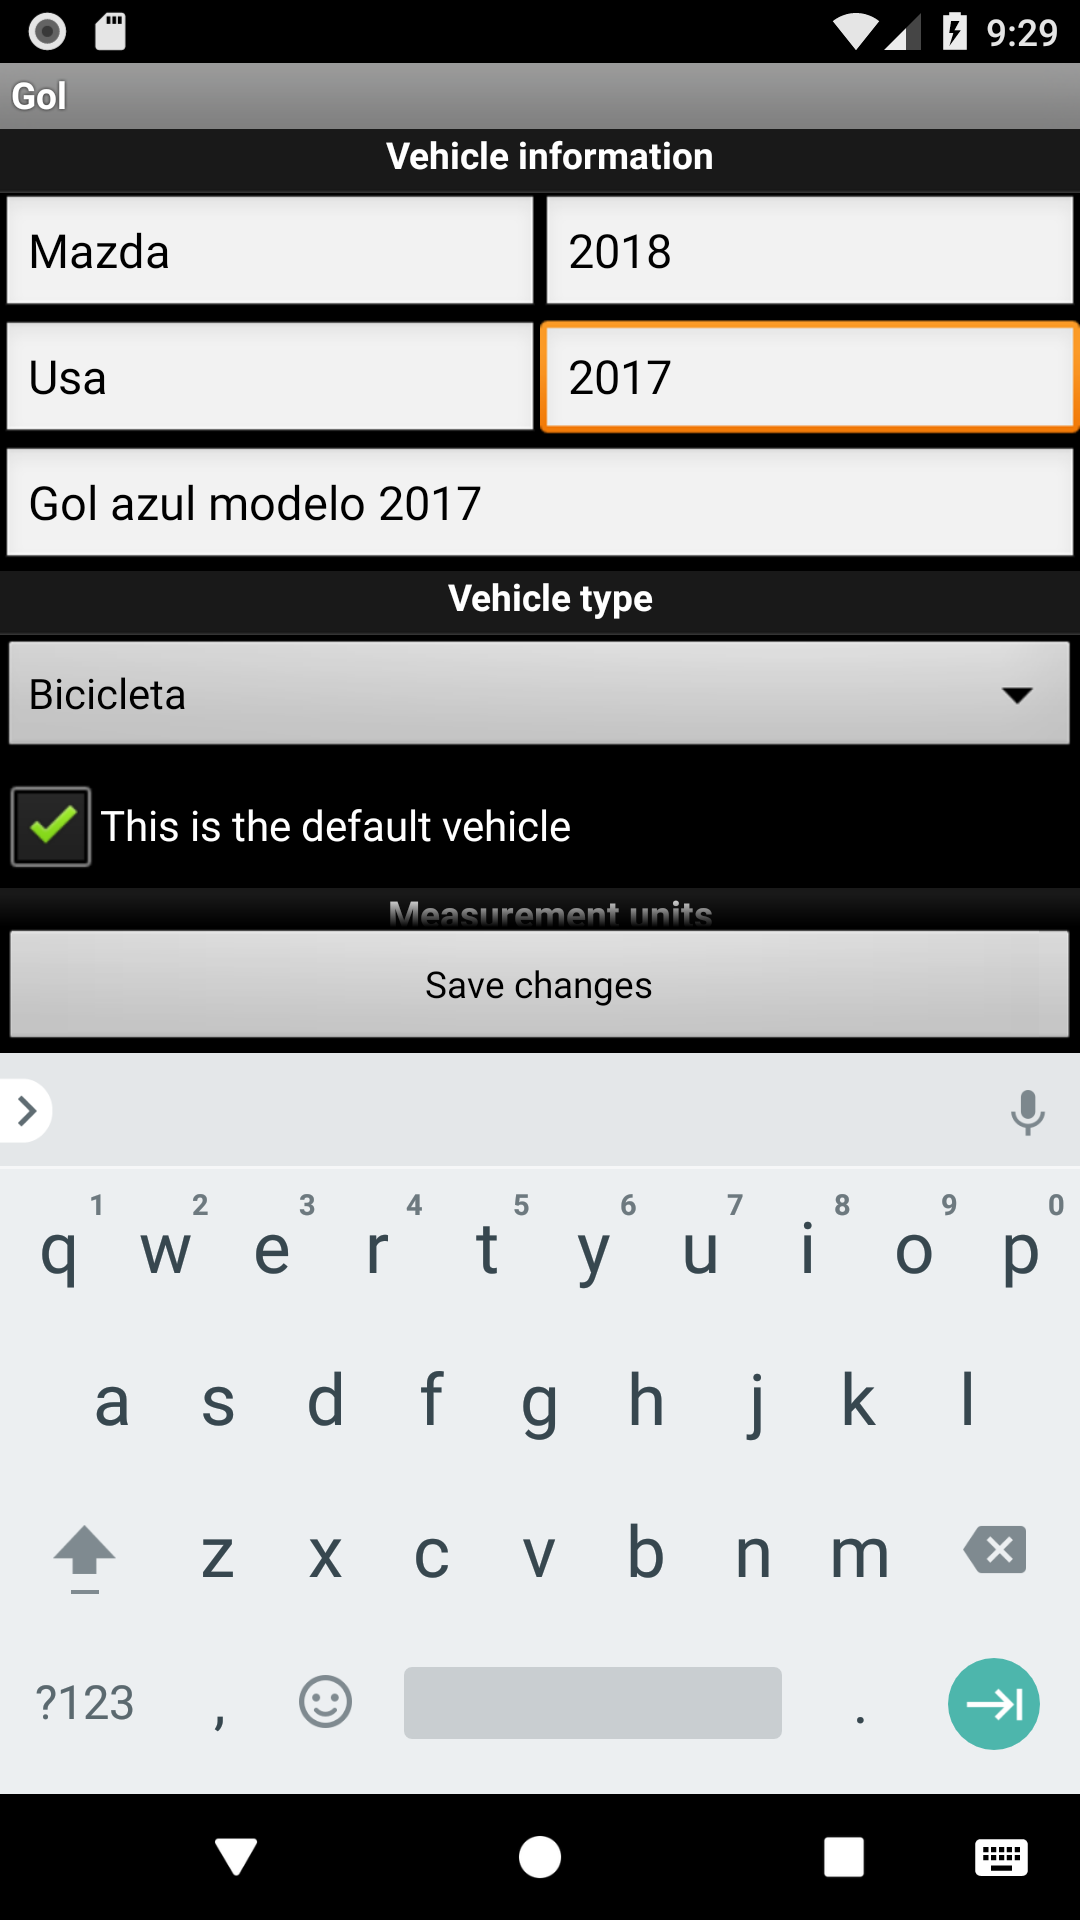 9:29
Gol
Vehicle information
Mazda 2018
Usa 2017
Gol azul modelo 2017
Vehicle type
Bicicleta
This is the default vehicle
Measurement units
Save changes
1 2 3 4 5 6 7 8 9 0
q w e r t y u i o p
a s d f g h j k l
z x c v b n m
?123 , .